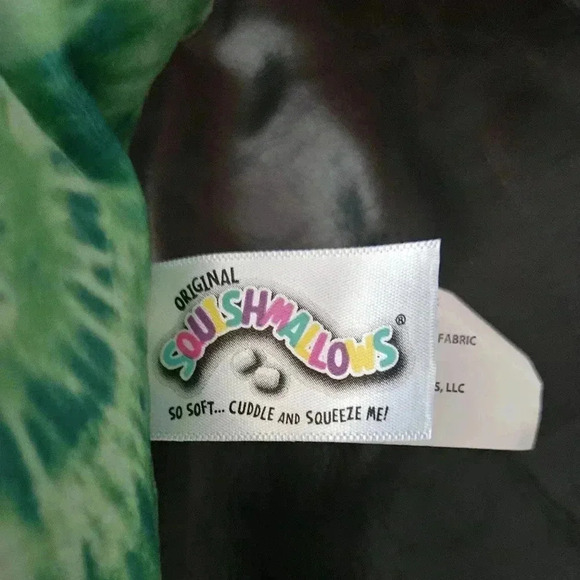 ORIGINAL
SQUISHMALLOWS®
SO SOFT... CUDDLE AND SQUEEZE ME!
FABRIC
S, LLC